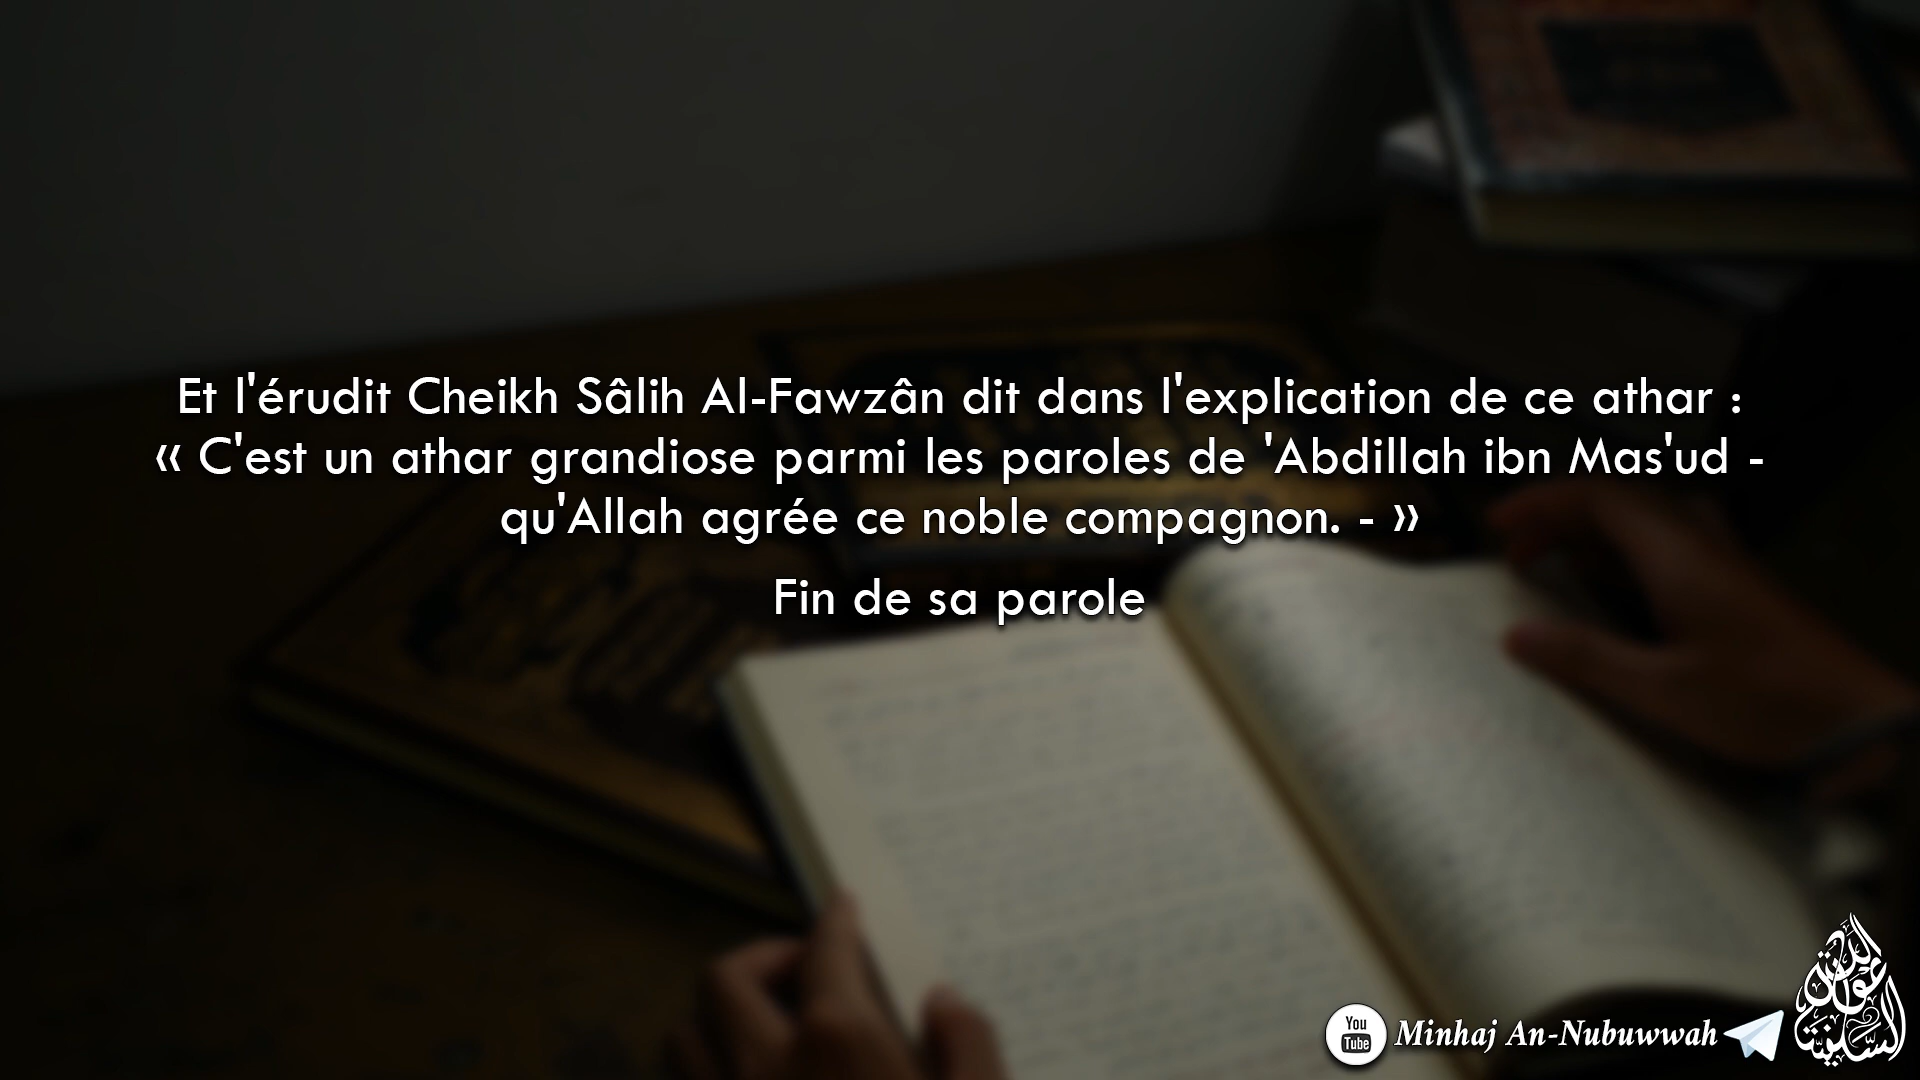 Et l'érudit Cheikh Sâlih Al-Fawzân dit dans l'explication de ce athar :
« C'est un athar grandiose parmi les paroles de 'Abdillah ibn Mas'ud -
qu'Allah agrée ce noble compagnon. - »
Fin de sa parole
You
Tube
Minhaj An-Nubuwwah